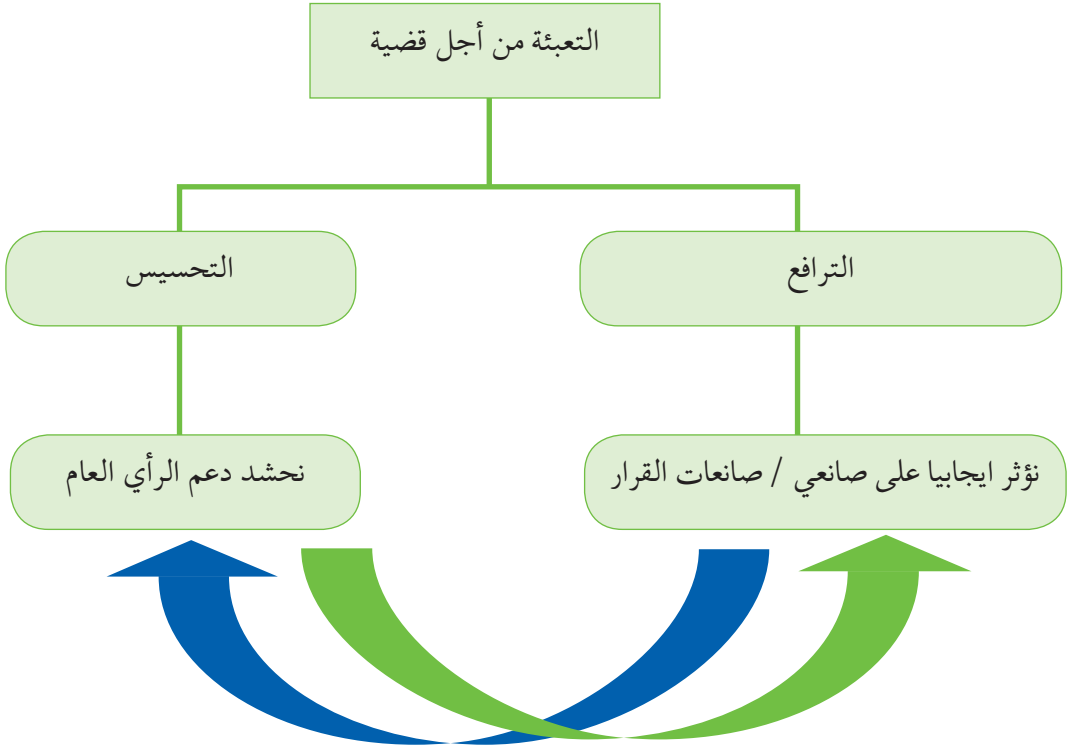 التعبئة من أجل قضية
الترافع
التحسيس
نؤثر ايجابيا على صانعي / صانعات القرار
نحشد دعم الرأي العام